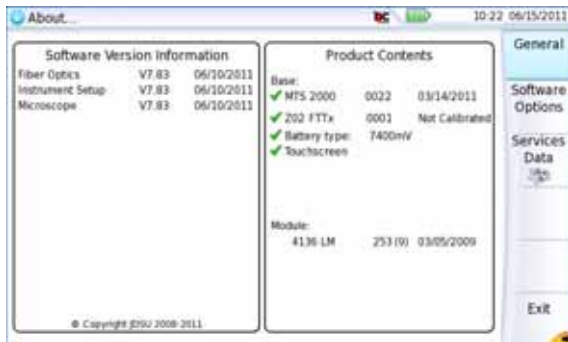 About...
10:22 06/15/2011
Software Version Information
Fiber Optics V7.83 06/10/2011
Instrument Setup V7.83 06/10/2011
Microscope V7.83 06/10/2011
© Copyright JDSU 2008-2011
Product Contents
Base:
MTS 2000 0022 03/14/2011
Z02 FTTx 0001 Not Calibrated
Battery type: 7400mV
Touchscreen
Module:
4136 LM 253 (9) 03/05/2009
General
Software
Options
Services
Data
Exit